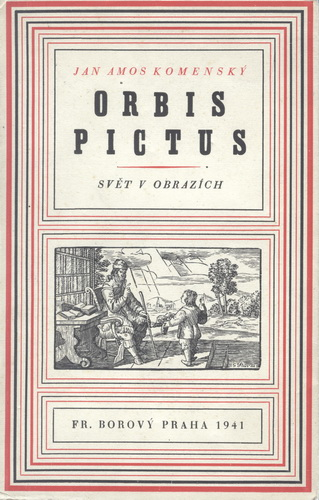 JAN AMOS KOMENSKÝ
ORBIS
PICTUS
SVĚT V OBRAZÍCH
FR. BOROVÝ PRAHA 1941